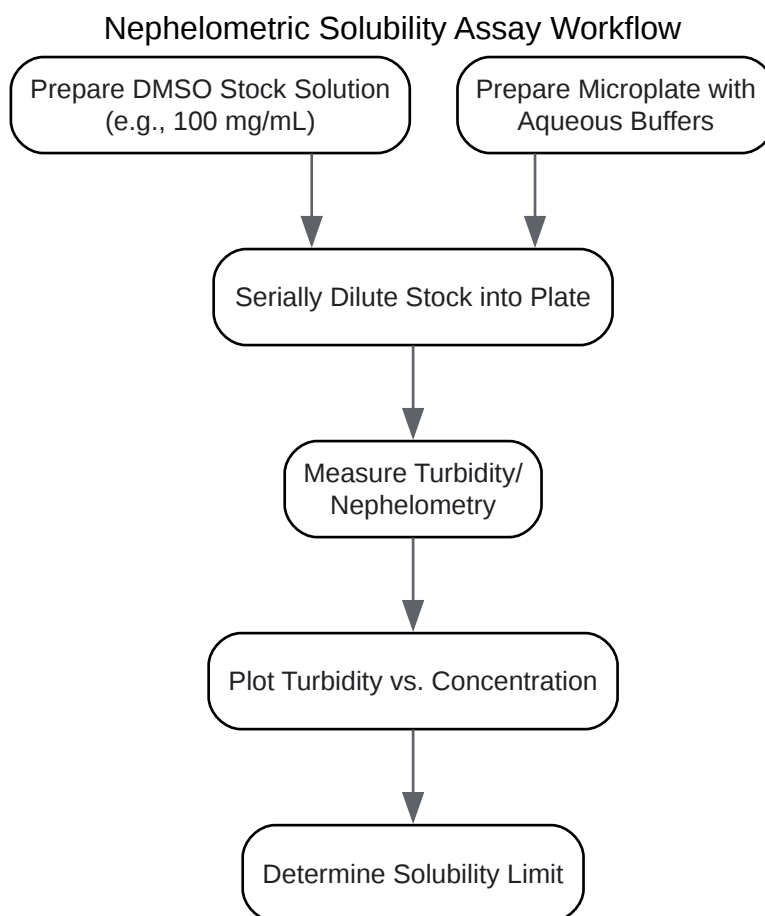 Nephelometric Solubility Assay Workflow
Prepare DMSO Stock Solution
(e.g., 100 mg/mL)
Prepare Microplate with
Aqueous Buffers
Serially Dilute Stock into Plate
Measure Turbidity/
Nephelometry
Plot Turbidity vs. Concentration
Determine Solubility Limit